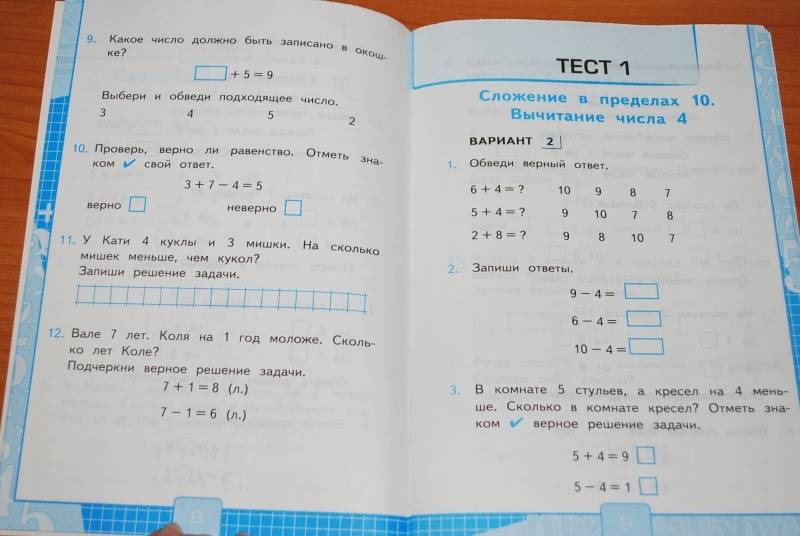 9. Какое число должно быть записано в окош-
ке?
+ 5 = 9
Выбери и обведи подходящее число.
3 4 5 2
10. Проверь, верно ли равенство. Отметь зна-
ком ✓ свой ответ.
3 + 7 − 4 = 5
верно неверно
11. У Кати 4 куклы и 3 мишки. На сколько
мишек меньше, чем кукол?
Запиши решение задачи.
12. Вале 7 лет. Коля на 1 год моложе. Сколь-
ко лет Коле?
Подчеркни верное решение задачи.
7 + 1 = 8 (л.)
7 − 1 = 6 (л.)
8
ТЕСТ 1
Сложение в пределах 10.
Вычитание числа 4
ВАРИАНТ 2
1. Обведи верный ответ.
6 + 4 = ? 10 9 8 7
5 + 4 = ? 9 10 7 8
2 + 8 = ? 9 8 10 7
2. Запиши ответы.
9 − 4 =
6 − 4 =
10 − 4 =
3. В комнате 5 стульев, а кресел на 4 мень-
ше. Сколько в комнате кресел? Отметь зна-
ком ✓ верное решение задачи.
5 + 4 = 9
5 − 4 = 1
9